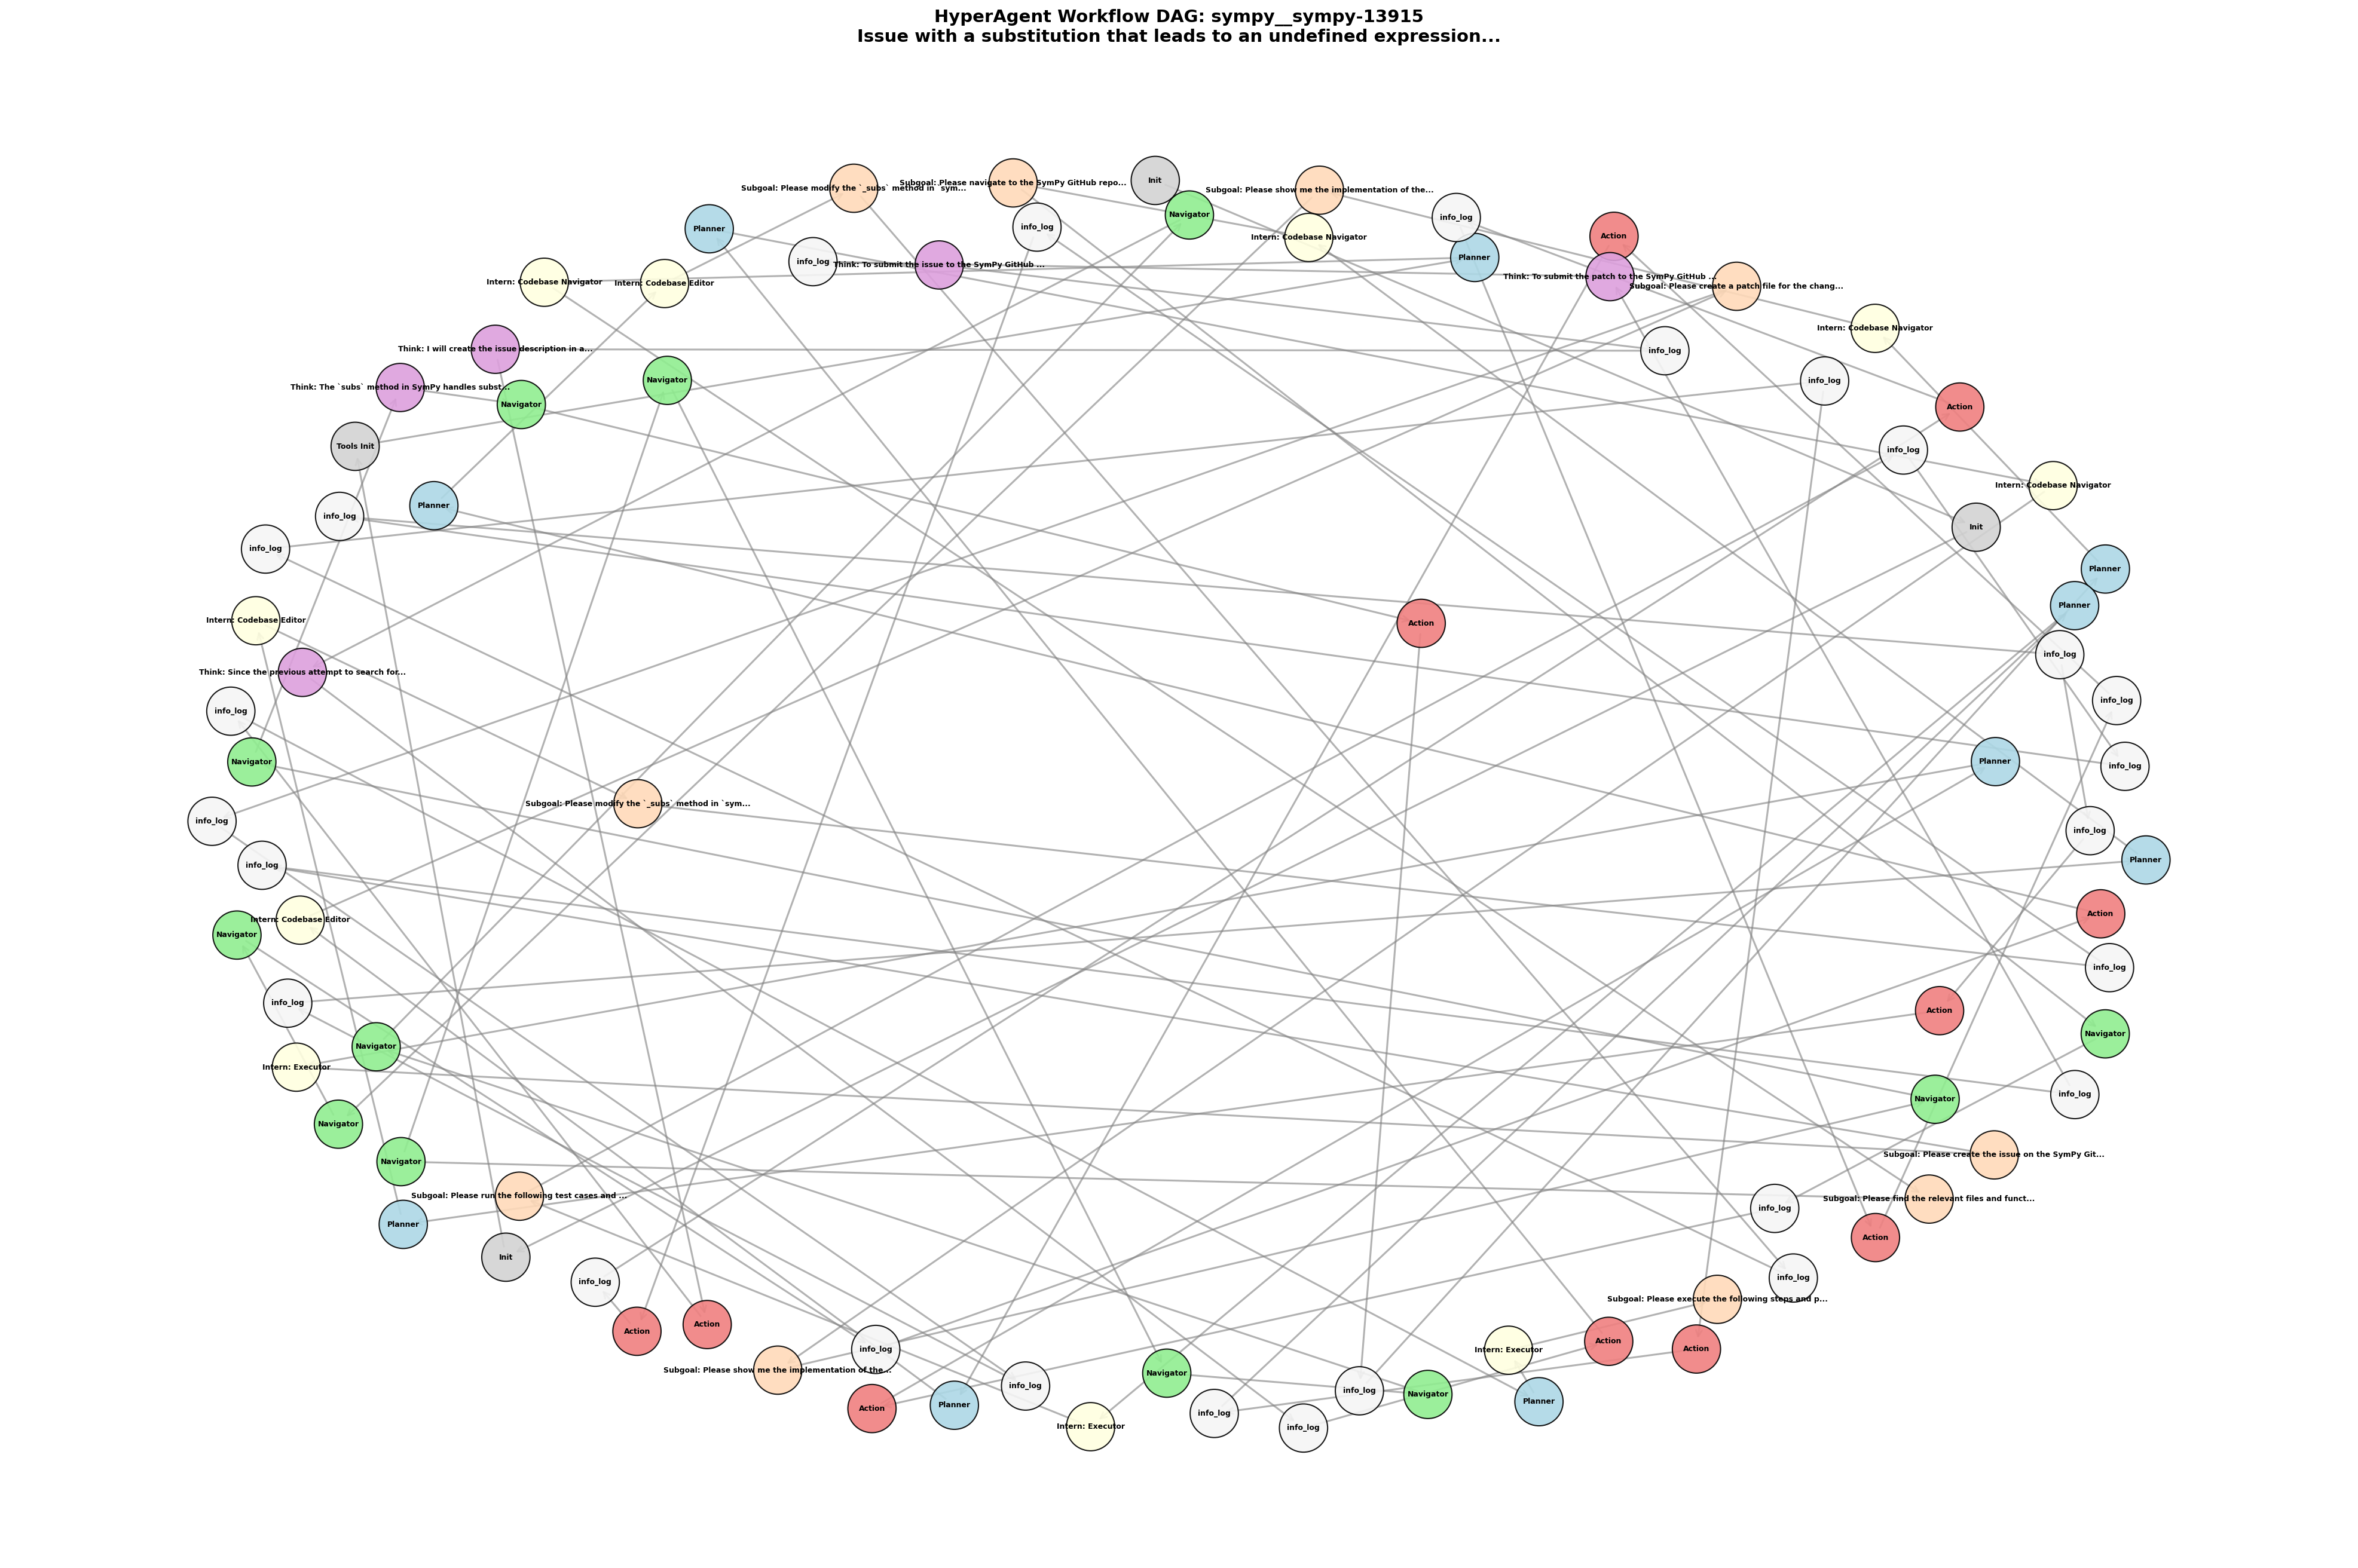 HyperAgent Workflow DAG: sympy__sympy-13915
Issue with a substitution that leads to an undefined expression...
Init
Subgoal: Please navigate to the SymPy GitHub repo...
Subgoal: Please modify the `_subs` method in `sym...
Subgoal: Please show me the implementation of the...
Navigator
info_log
info_log
Planner
Action
Intern: Codebase Navigator
Planner
info_log
Think: To submit the issue to the SymPy GitHub ...
Think: To submit the patch to the SymPy GitHub ...
Intern: Codebase Navigator
Intern: Codebase Editor
Subgoal: Please create a patch file for the chang...
Intern: Codebase Navigator
Think: I will create the issue description in a...
info_log
Navigator
info_log
Think: The `subs` method in SymPy handles subst...
Navigator
Action
Tools Init
info_log
Intern: Codebase Navigator
Planner
info_log
Init
info_log
Planner
Planner
Intern: Codebase Editor
Action
info_log
Think: Since the previous attempt to search for...
info_log
info_log
Navigator
Planner
info_log
Subgoal: Please modify the `_subs` method in `sym...
info_log
info_log
Planner
info_log
Action
Intern: Codebase Editor
Navigator
info_log
info_log
Action
Navigator
Navigator
Intern: Executor
info_log
Navigator
Navigator
Subgoal: Please create the issue on the SymPy Git...
Navigator
Subgoal: Please run the following test cases and ...
Subgoal: Please find the relevant files and funct...
info_log
Planner
Action
Init
info_log
info_log
Subgoal: Please execute the following steps and p...
Action
Action
Action
info_log
Intern: Executor
Action
Subgoal: Please show me the implementation of the...
Navigator
info_log
info_log
Navigator
Planner
Planner
Action
info_log
Intern: Executor
info_log